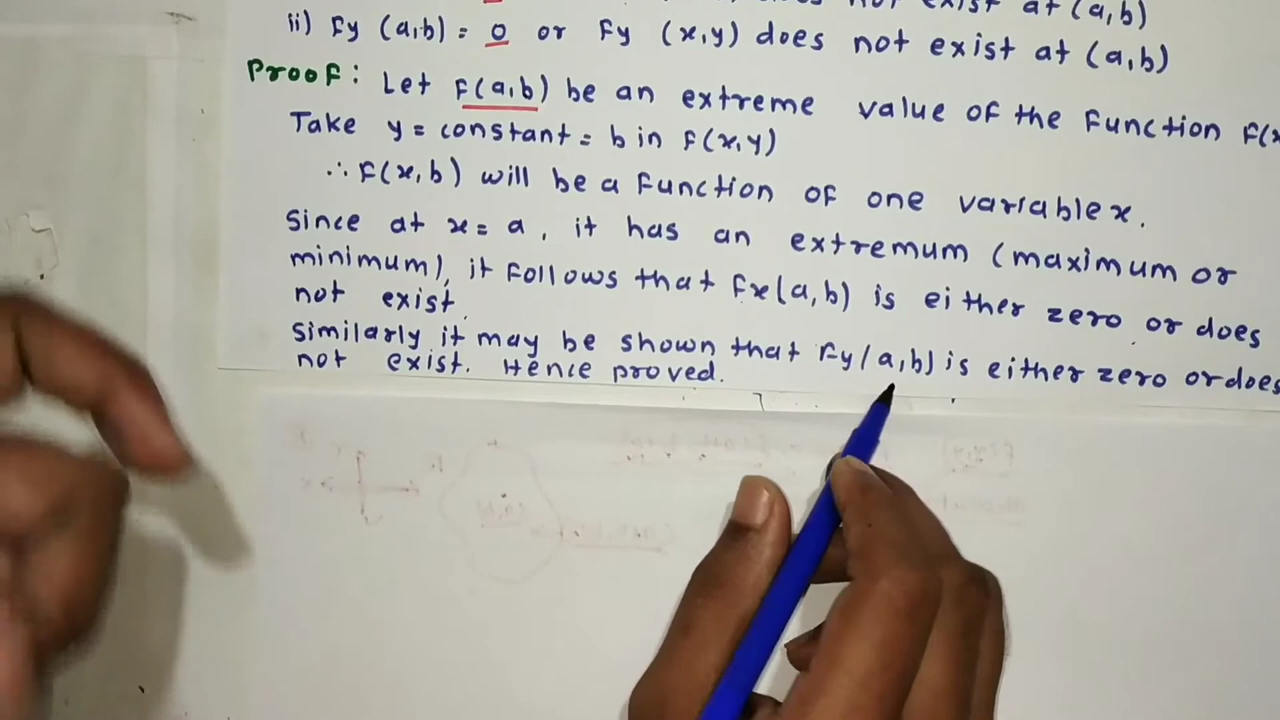 not exist at (a,b)
ii) Fy (a,b) = 0 or Fy (x,y) does not exist at (a,b)
Proof: Let F(a,b) be an extreme value of the Function F(x
Take y = constant = b in F(x,y)
∴ F(x,b) will be a Function of one variable x.
Since at x = a, it has an extremum (maximum or
minimum), it Follows that Fx(a,b) is either zero or does
not exist.
Similarly it may be shown that Fy(a,b) is either zero or does
not exist. Hence proved.